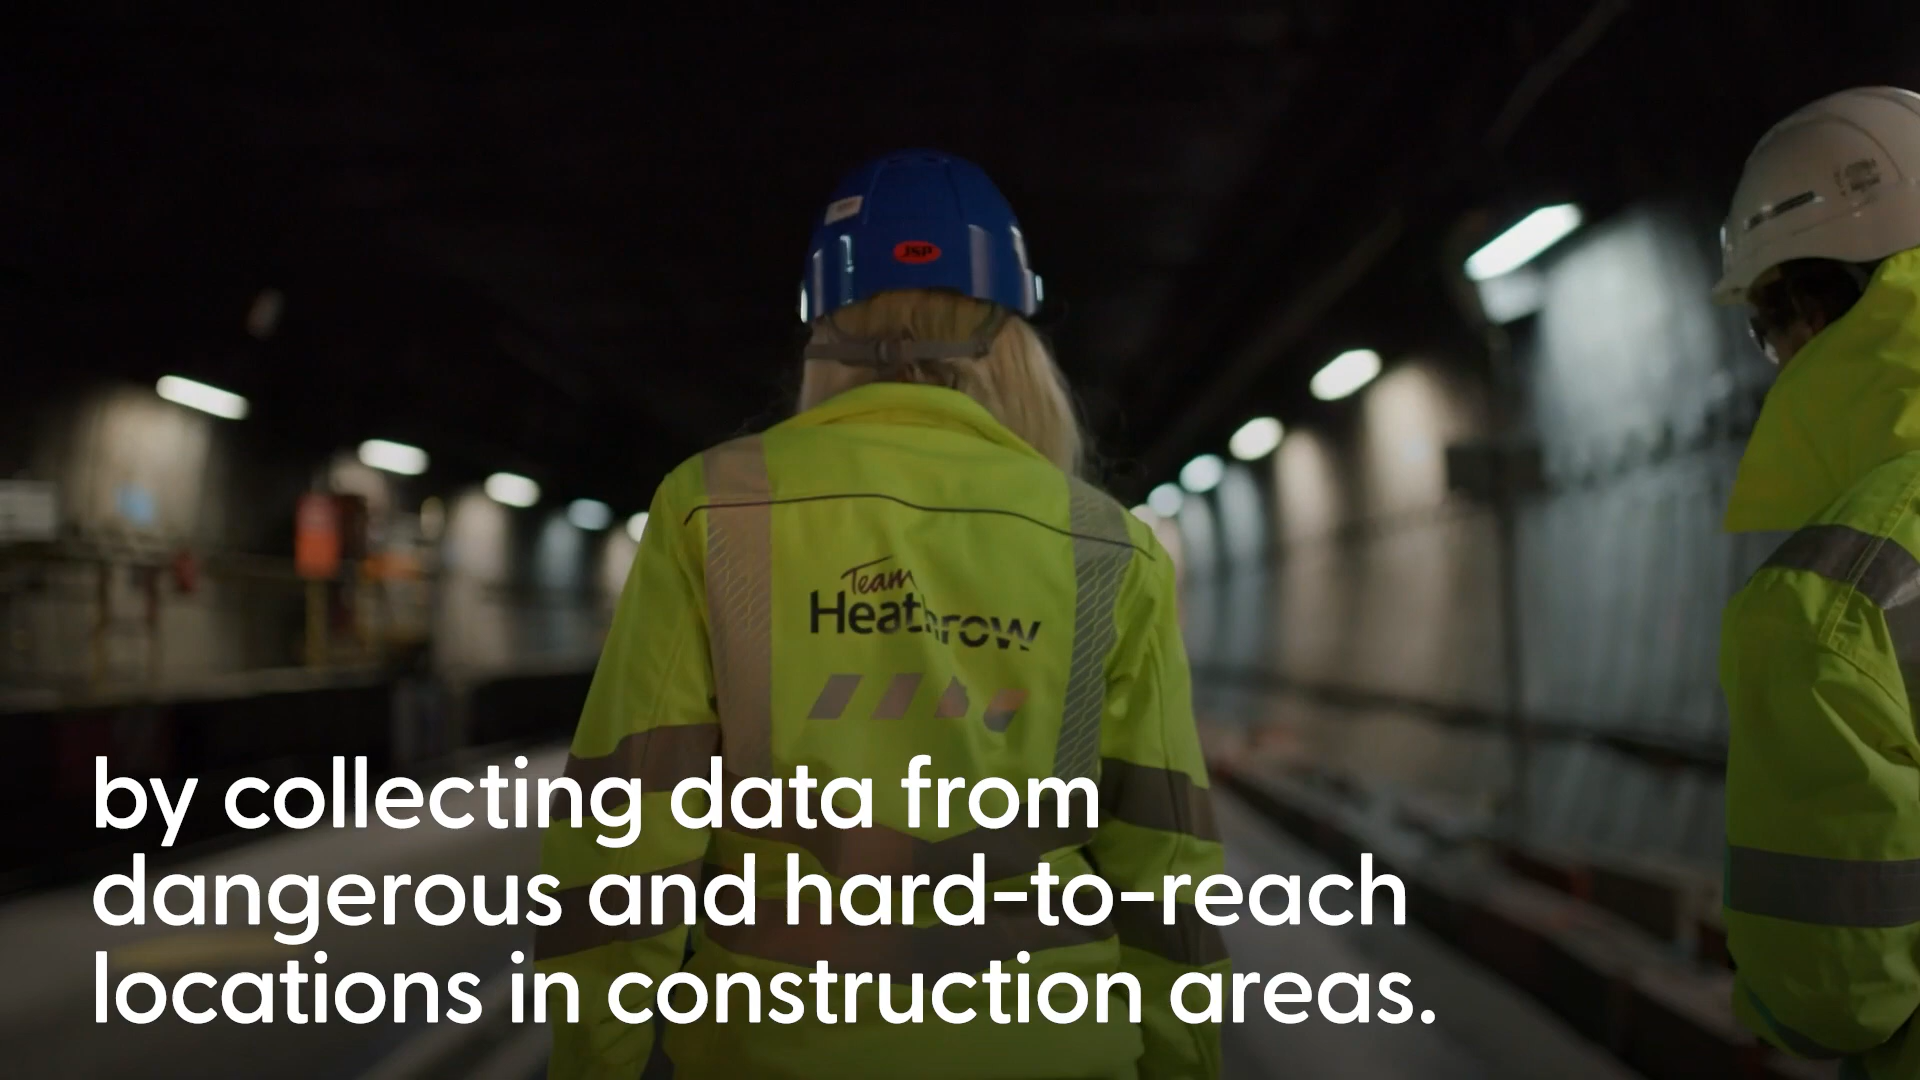 JSP
Team
Heathrow
by collecting data from
dangerous and hard-to-reach
locations in construction areas.